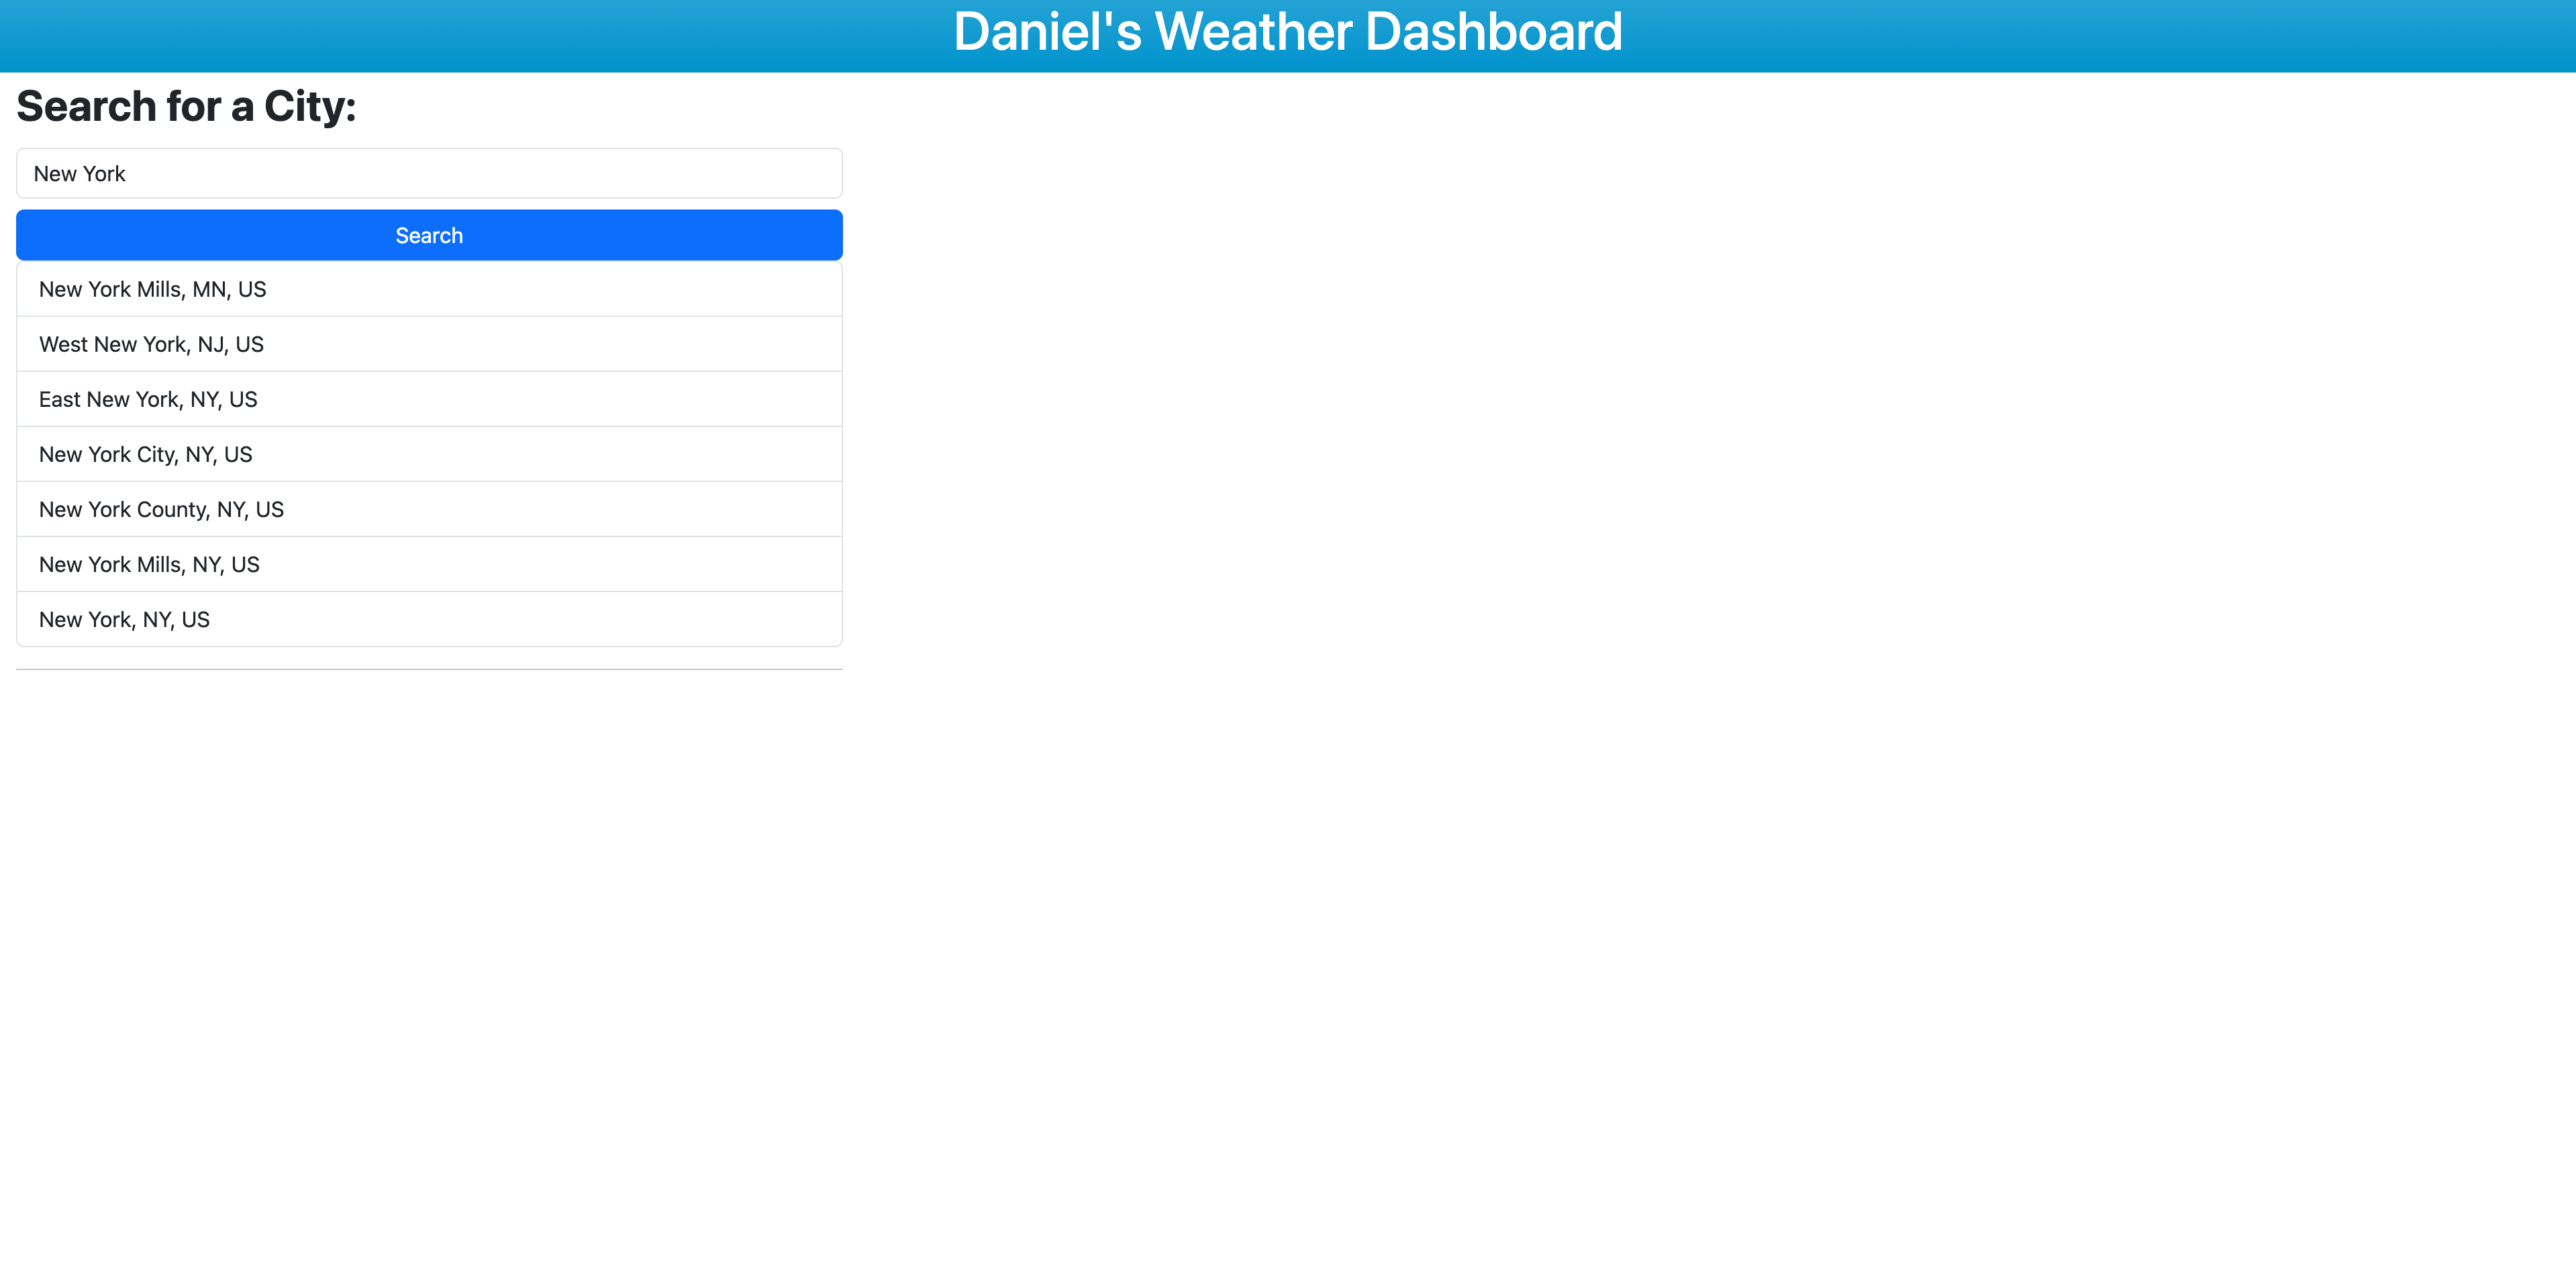 Daniel's Weather Dashboard
Search for a City:
New York
Search
New York Mills, MN, US
West New York, NJ, US
East New York, NY, US
New York City, NY, US
New York County, NY, US
New York Mills, NY, US
New York, NY, US